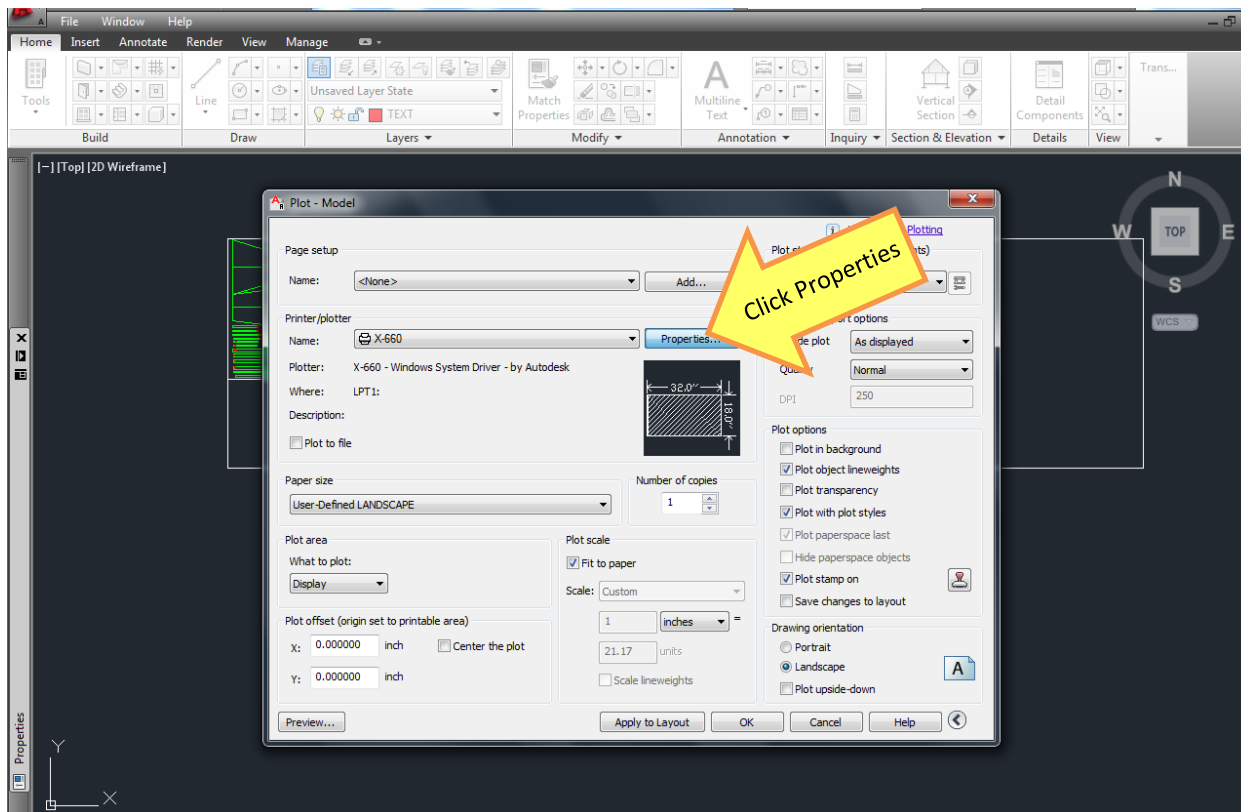 File Window Help
Home Insert Annotate Render View Manage
Tools
Line
Unsaved Layer State
TEXT
Match Properties
Multiline Text
Vertical Section
Detail Components
Trans...
Build Draw Layers Modify Annotation Inquiry Section & Elevation Details View
[−] [Top] [2D Wireframe]
N
W TOP E
S
WCS
Plot - Model
Plotting
Page setup
Name: <None> Add...
Click Properties
Printer/plotter
Name: X-660 Properties...
Plotter: X-660 - Windows System Driver - by Autodesk
Where: LPT1:
Description:
Plot to file
32.0''
18.0''
options
plot As displayed
Normal
DPI 250
Paper size
User-Defined LANDSCAPE
Number of copies
1
Plot options
Plot in background
Plot object lineweights
Plot transparency
Plot with plot styles
Plot paperspace last
Hide paperspace objects
Plot stamp on
Save changes to layout
Plot area
What to plot:
Display
Plot scale
Fit to paper
Scale: Custom
1 inches =
21.17 units
Scale lineweights
Plot offset (origin set to printable area)
X: 0.000000 inch Center the plot
Y: 0.000000 inch
Drawing orientation
Portrait
Landscape
Plot upside-down
A
Preview... Apply to Layout OK Cancel Help
Properties
Y
X